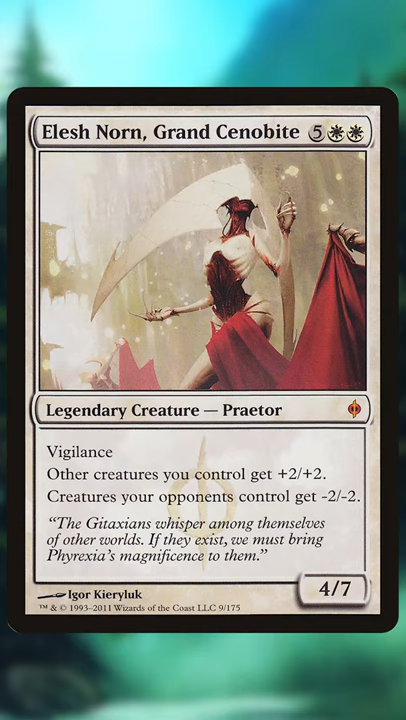 Elesh Norn, Grand Cenobite 5
Legendary Creature — Praetor
Vigilance
Other creatures you control get +2/+2.
Creatures your opponents control get -2/-2.
“The Gitaxians whisper among themselves
of other worlds. If they exist, we must bring
Phyrexia’s magnificence to them.”
4/7
Igor Kieryluk
™ & © 1993–2011 Wizards of the Coast LLC 9/175